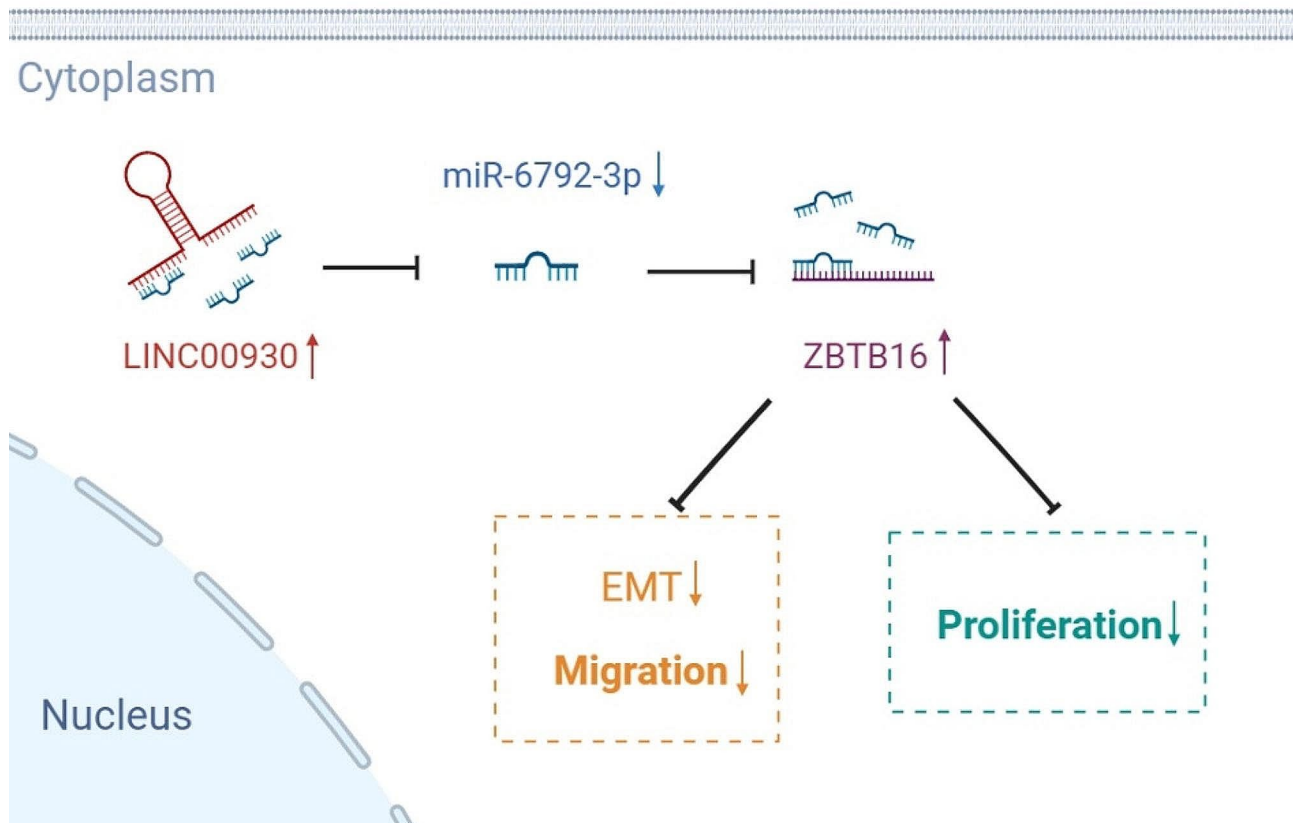 Cytoplasm
miR-6792-3p↓
LINC00930↑
ZBTB16↑
EMT↓
Migration↓
Proliferation↓
Nucleus